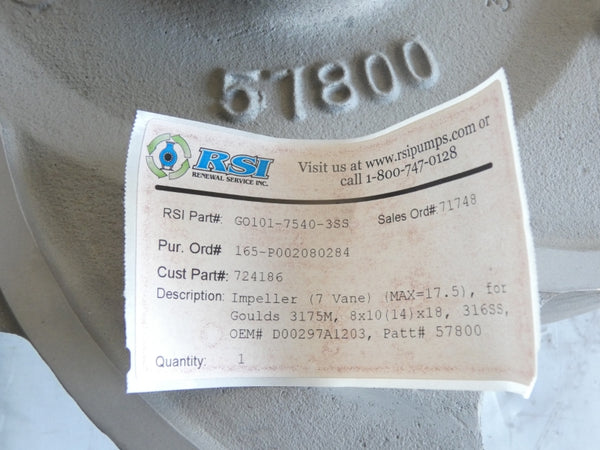 57800
RSI
RENEWAL SERVICE INC.
Visit us at www.rsipumps.com or
call 1-800-747-0128
RSI Part#: GO101-7540-3SS Sales Ord#: 71748
Pur. Ord# 165-P002080284
Cust Part#: 724186
Description: Impeller (7 Vane) (MAX=17.5), for
Goulds 3175M, 8x10(14)x18, 316SS,
OEM# D00297A1203, Patt# 57800
Quantity: 1